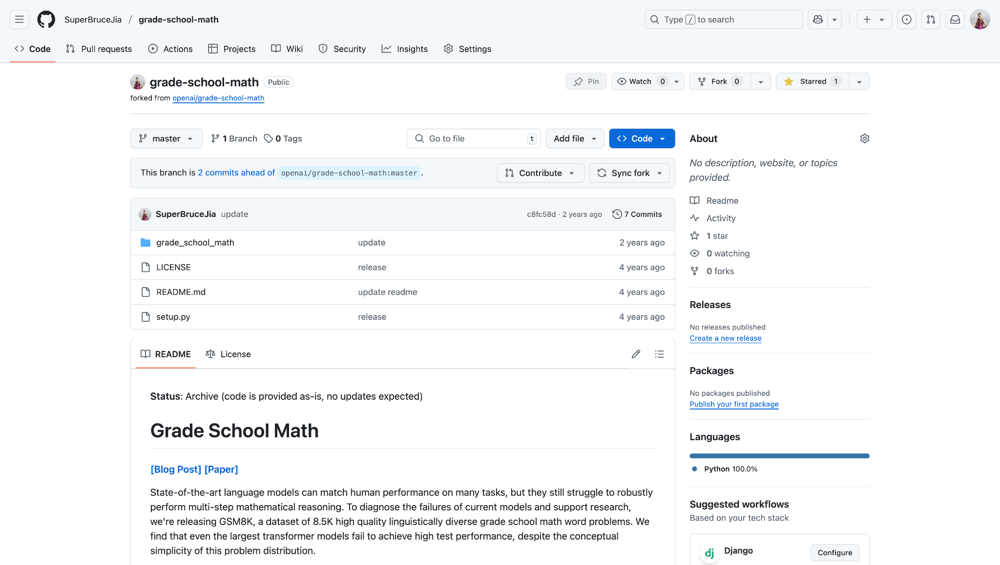 SuperBruceJia / grade-school-math
Type / to search
Code
Pull requests
Actions
Projects
Wiki
Security
Insights
Settings
grade-school-math Public
forked from openai/grade-school-math
Pin
Watch 0
Fork 0
Starred 1
master
1 Branch
0 Tags
Go to file t
Add file
Code
This branch is 2 commits ahead of openai/grade-school-math:master .
Contribute
Sync fork
SuperBruceJia update c8fc58d · 2 years ago 7 Commits
grade_school_math update 2 years ago
LICENSE release 4 years ago
README.md update readme 4 years ago
setup.py release 4 years ago
README
License
Status: Archive (code is provided as-is, no updates expected)
Grade School Math
[Blog Post] [Paper]
State-of-the-art language models can match human performance on many tasks, but they still struggle to robustly
perform multi-step mathematical reasoning. To diagnose the failures of current models and support research,
we're releasing GSM8K, a dataset of 8.5K high quality linguistically diverse grade school math word problems. We
find that even the largest transformer models fail to achieve high test performance, despite the conceptual
simplicity of this problem distribution.
About
No description, website, or topics
provided.
Readme
Activity
1 star
0 watching
0 forks
Releases
No releases published
Create a new release
Packages
No packages published
Publish your first package
Languages
Python 100.0%
Suggested workflows
Based on your tech stack
dj
Django
Configure